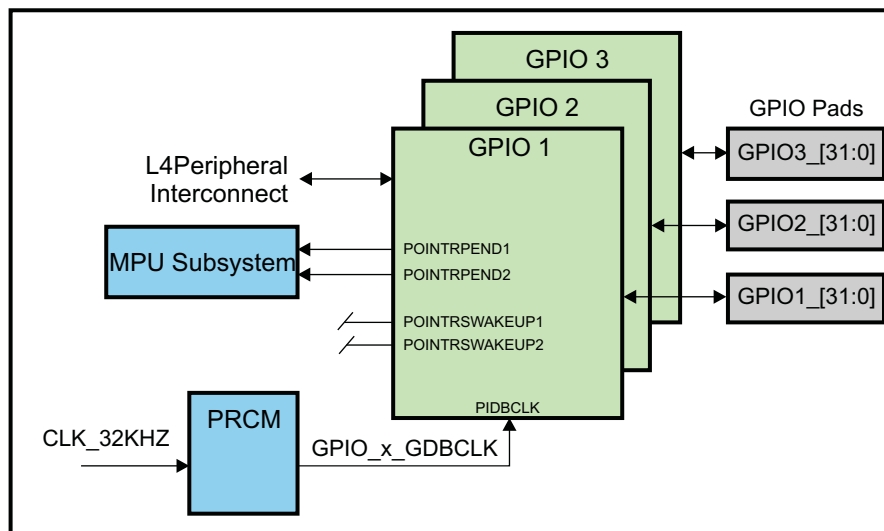 GPIO 3
GPIO 2
GPIO 1
GPIO Pads
GPIO3_[31:0]
GPIO2_[31:0]
GPIO1_[31:0]
L4Peripheral
Interconnect
MPU Subsystem
POINTRPEND1
POINTRPEND2
POINTRSWAKEUP1
POINTRSWAKEUP2
PIDBCLK
PRCM
CLK_32KHZ
GPIO_x_GDBCLK